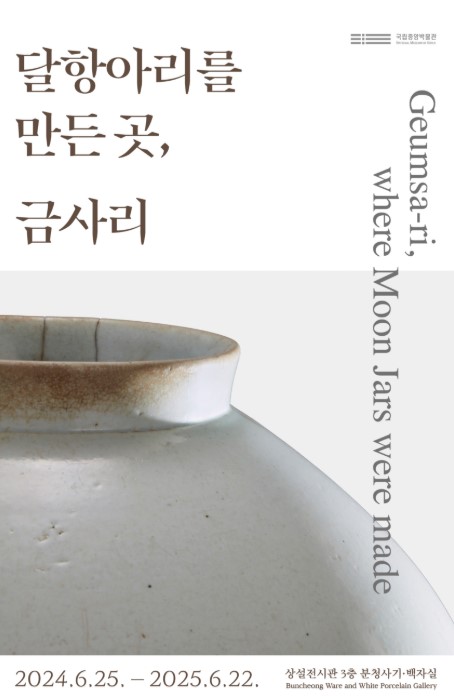 달항아리를
만든 곳,
금사리
국립중앙박물관
Geumsa-ri,
where Moon Jars were made
2024.6.25. – 2025.6.22.
상설전시관 3층 분청사기·백자실
Buncheong Ware and White Porcelain Gallery